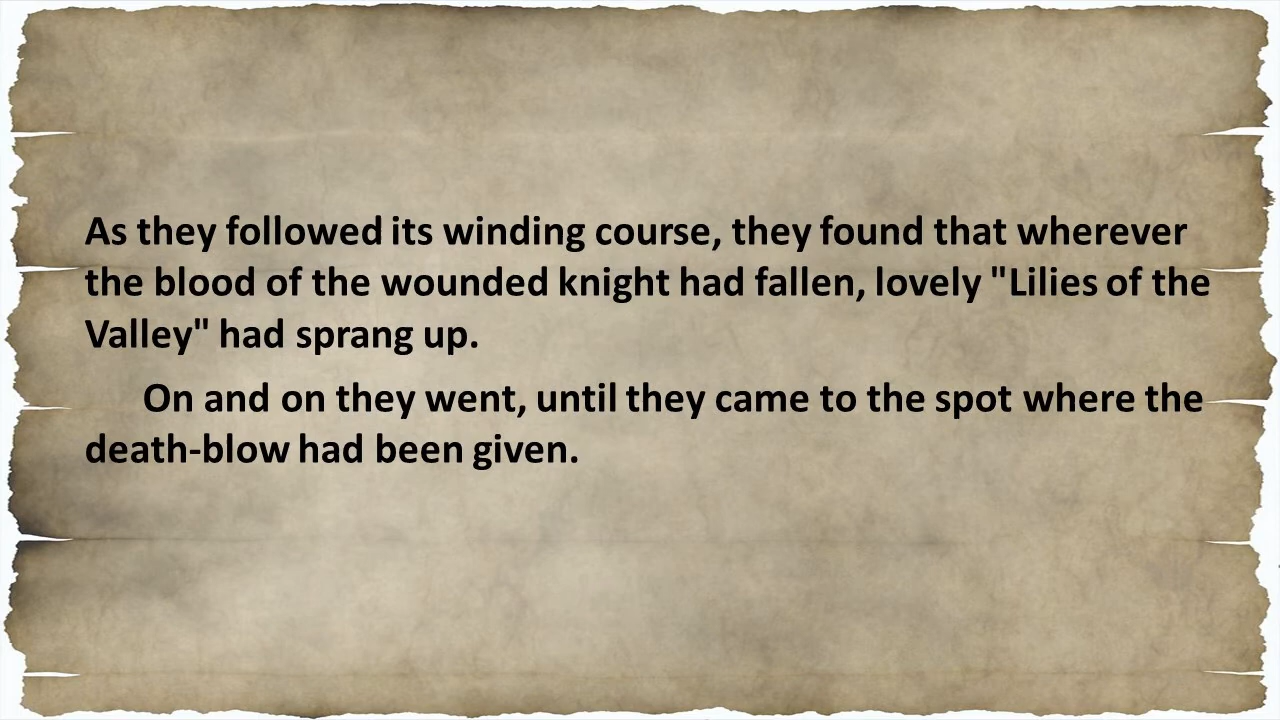 As they followed its winding course, they found that wherever
the blood of the wounded knight had fallen, lovely "Lilies of the
Valley" had sprang up.
On and on they went, until they came to the spot where the
death-blow had been given.